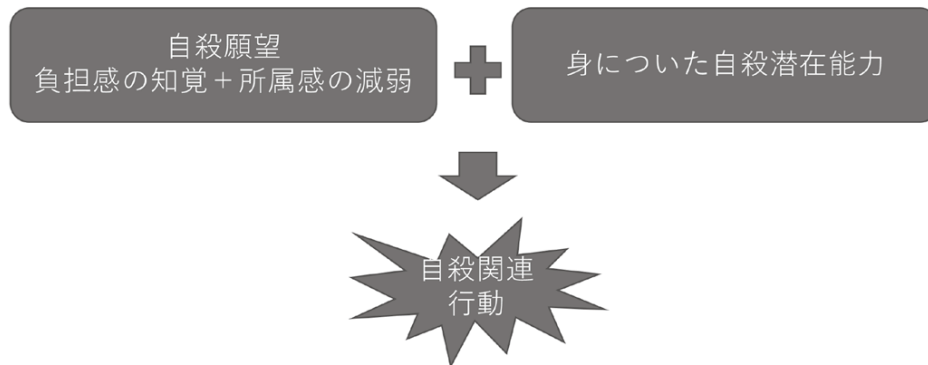 自殺願望
負担感の知覚＋所属感の減弱
身についた自殺潜在能力
自殺関連
行動